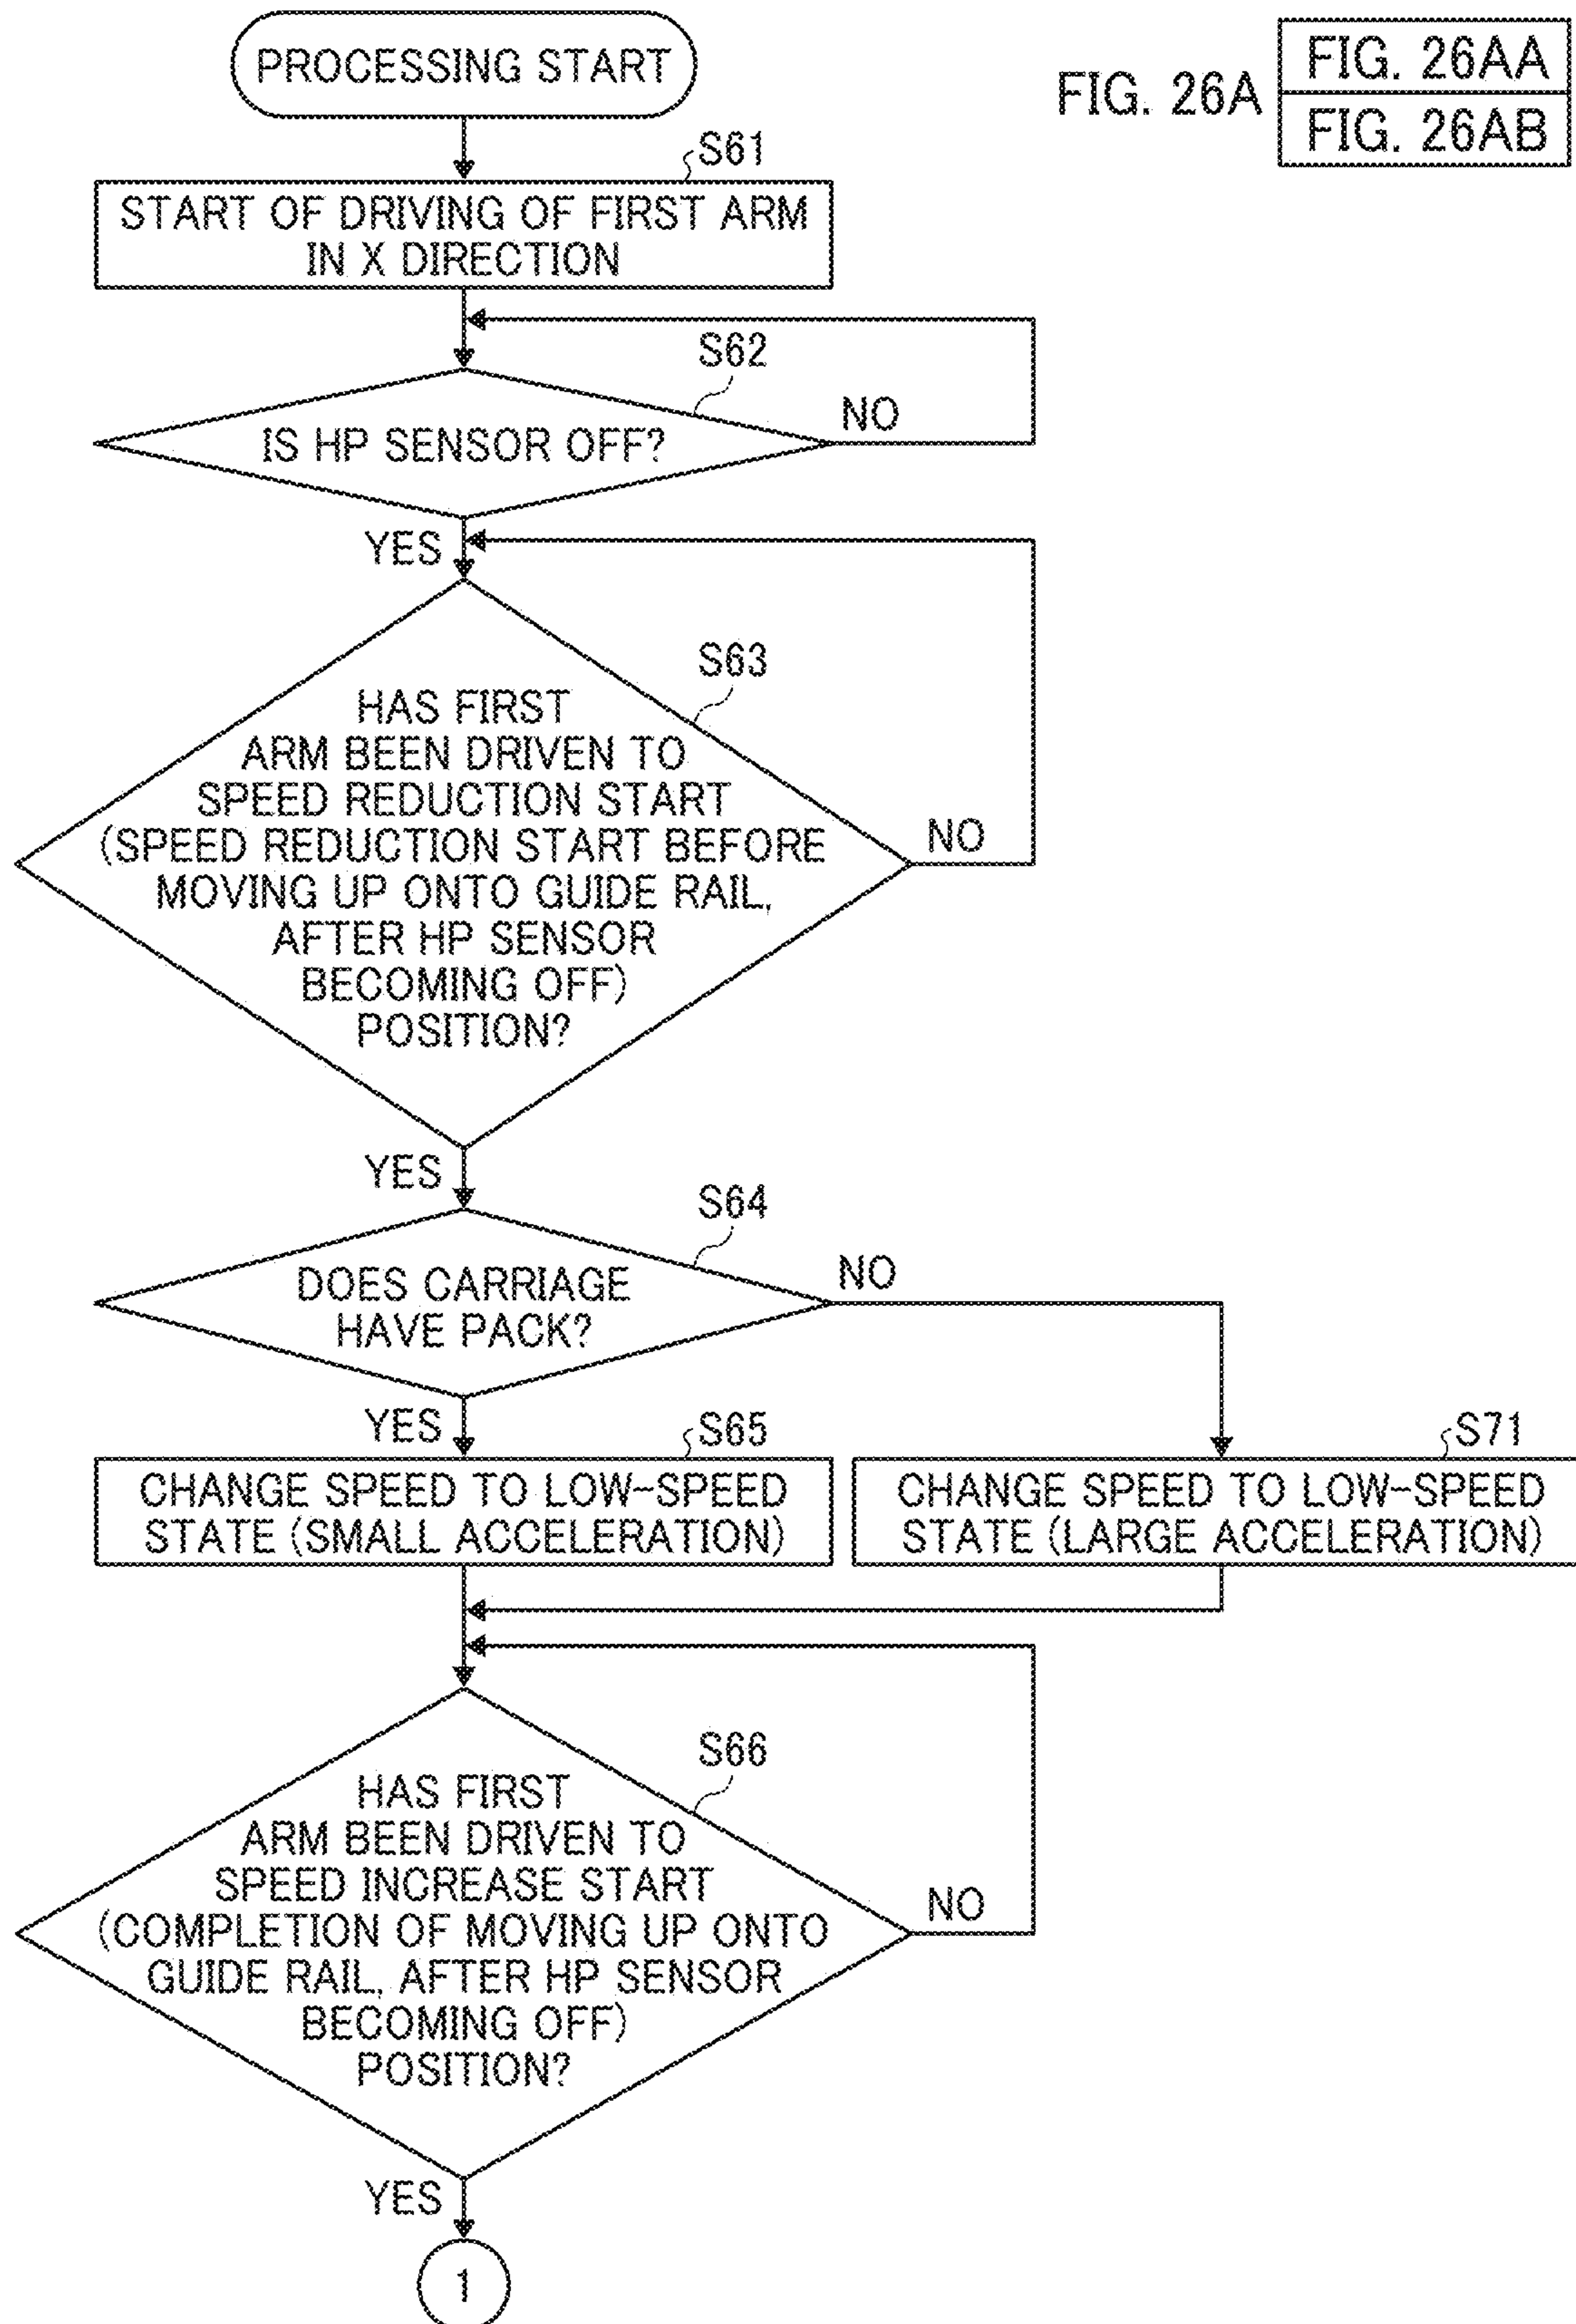 PROCESSING START
FIG. 26A
FIG. 26AA
FIG. 26AB
S61
START OF DRIVING OF FIRST ARM
IN X DIRECTION
S62
IS HP SENSOR OFF?
NO
YES
S63
HAS FIRST
ARM BEEN DRIVEN TO
SPEED REDUCTION START
(SPEED REDUCTION START BEFORE
MOVING UP ONTO GUIDE RAIL,
AFTER HP SENSOR
BECOMING OFF)
POSITION?
NO
YES
S64
DOES CARRIAGE
HAVE PACK?
NO
YES
S65
CHANGE SPEED TO LOW-SPEED
STATE (SMALL ACCELERATION)
S71
CHANGE SPEED TO LOW-SPEED
STATE (LARGE ACCELERATION)
S66
HAS FIRST
ARM BEEN DRIVEN TO
SPEED INCREASE START
(COMPLETION OF MOVING UP ONTO
GUIDE RAIL, AFTER HP SENSOR
BECOMING OFF)
POSITION?
NO
YES
1